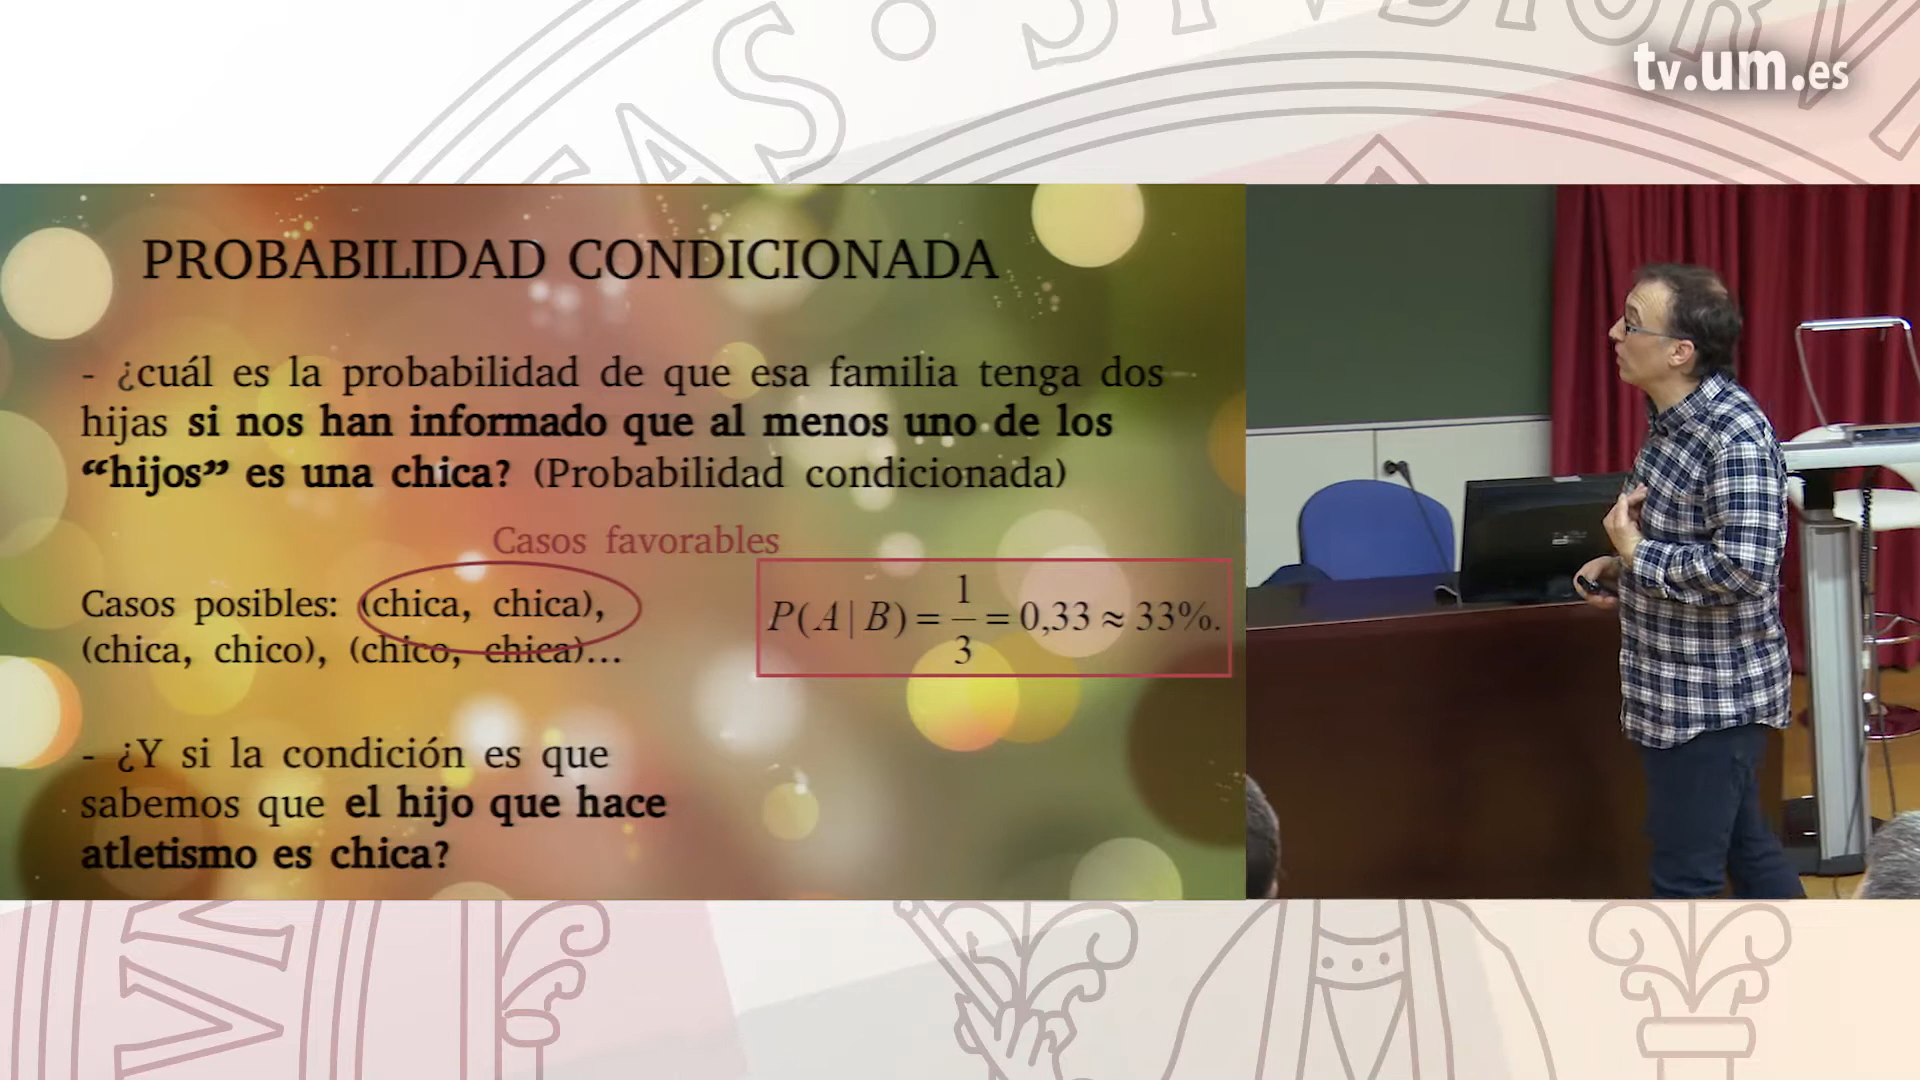 tv.um.es
PROBABILIDAD CONDICIONADA
- ¿cuál es la probabilidad de que esa familia tenga dos
hijas si nos han informado que al menos uno de los
“hijos” es una chica? (Probabilidad condicionada)
Casos favorables
Casos posibles: (chica, chica),
(chica, chico), (chico, chica)...
P(A|B) = 1/3 = 0,33 ≈ 33%.
- ¿Y si la condición es que
sabemos que el hijo que hace
atletismo es chica?